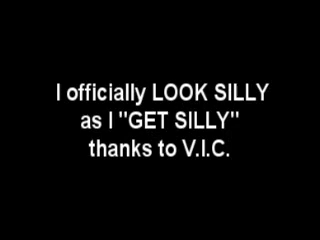 I officially LOOK SILLY
as I "GET SILLY"
thanks to V.I.C.